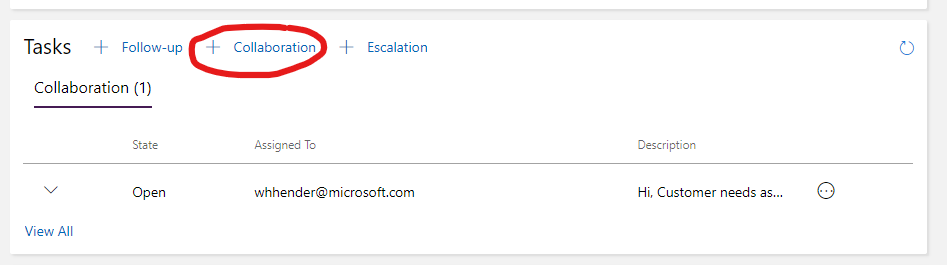 Tasks + Follow-up + Collaboration + Escalation
Collaboration (1)
State Assigned To Description
Open whhender@microsoft.com Hi, Customer needs as...
View All